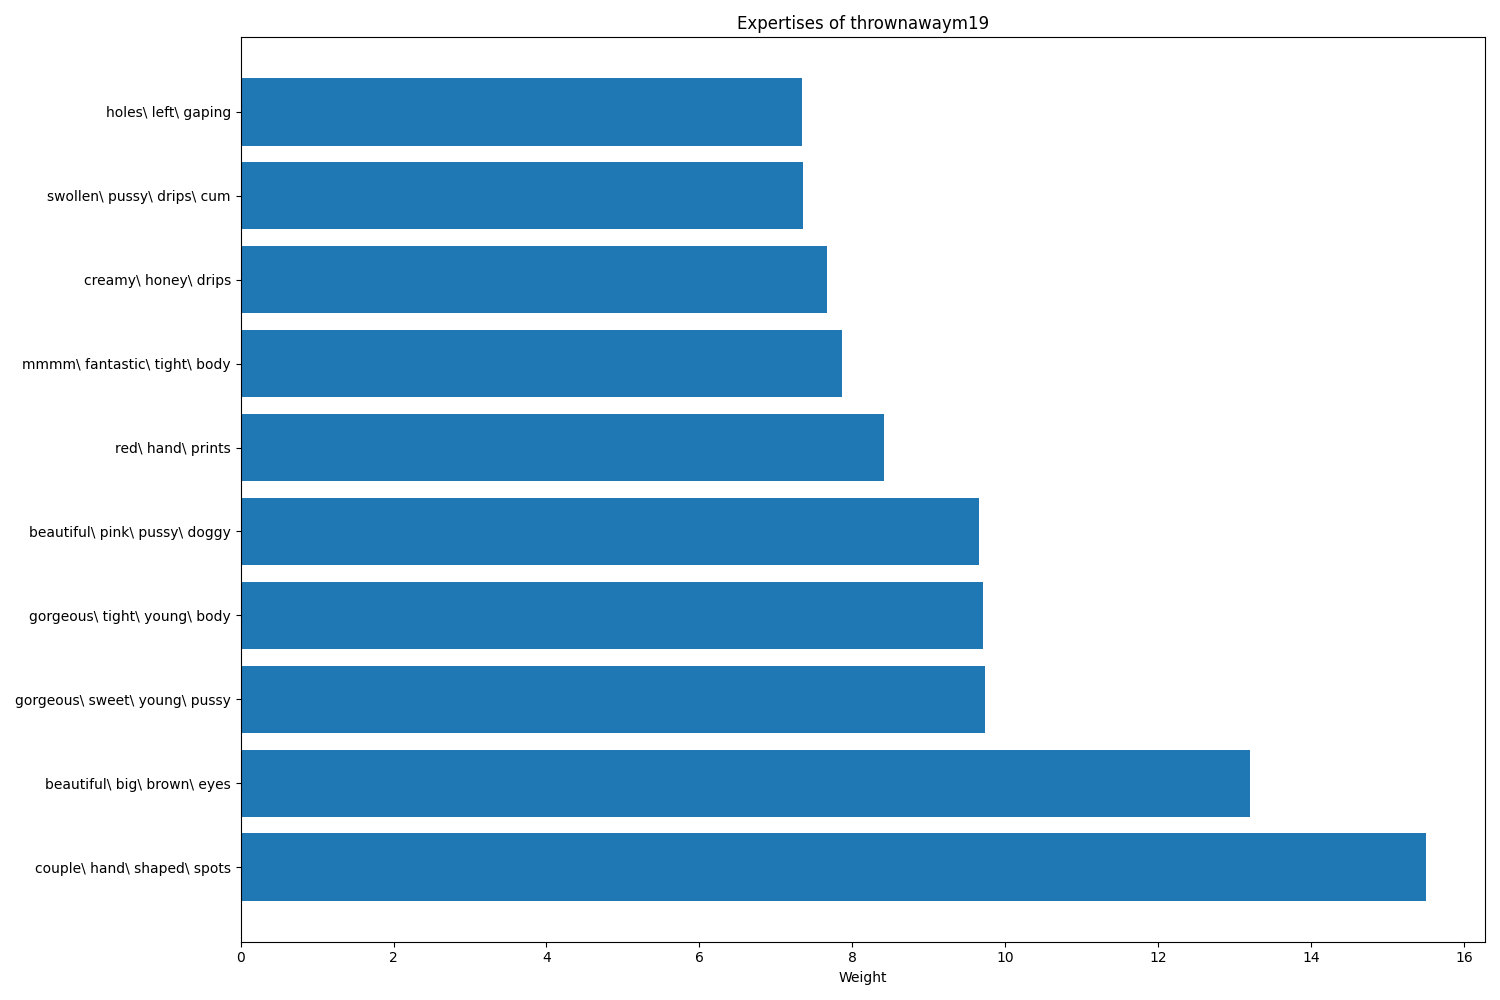 Expertises of thrownawaym19
holes\ left\ gaping
swollen\ pussy\ drips\ cum
creamy\ honey\ drips
mmmm\ fantastic\ tight\ body
red\ hand\ prints
beautiful\ pink\ pussy\ doggy
gorgeous\ tight\ young\ body
gorgeous\ sweet\ young\ pussy
beautiful\ big\ brown\ eyes
couple\ hand\ shaped\ spots
0 2 4 6 8 10 12 14 16
Weight